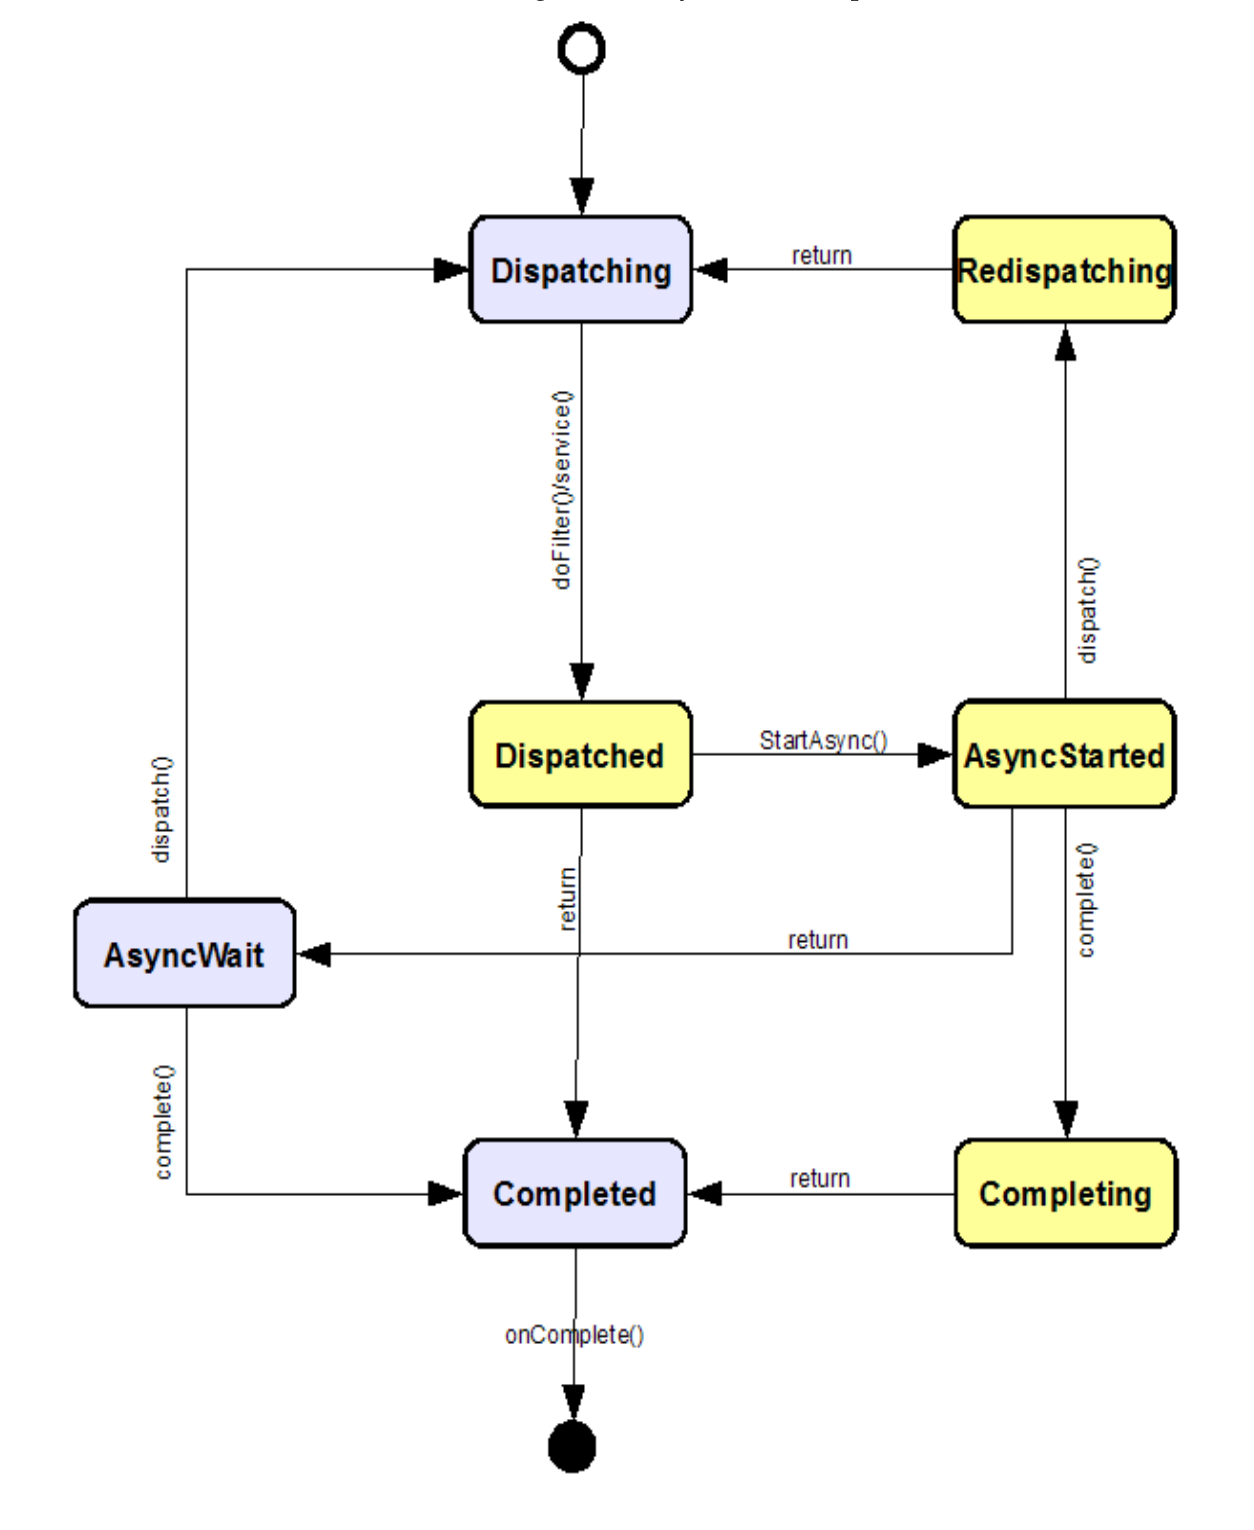 return
Dispatching
Redispatching
doFilter()/service()
dispatch()
StartAsync()
Dispatched
AsyncStarted
dispatch()
return
complete()
return
AsyncWait
complete()
return
Completed
Completing
onComplete()